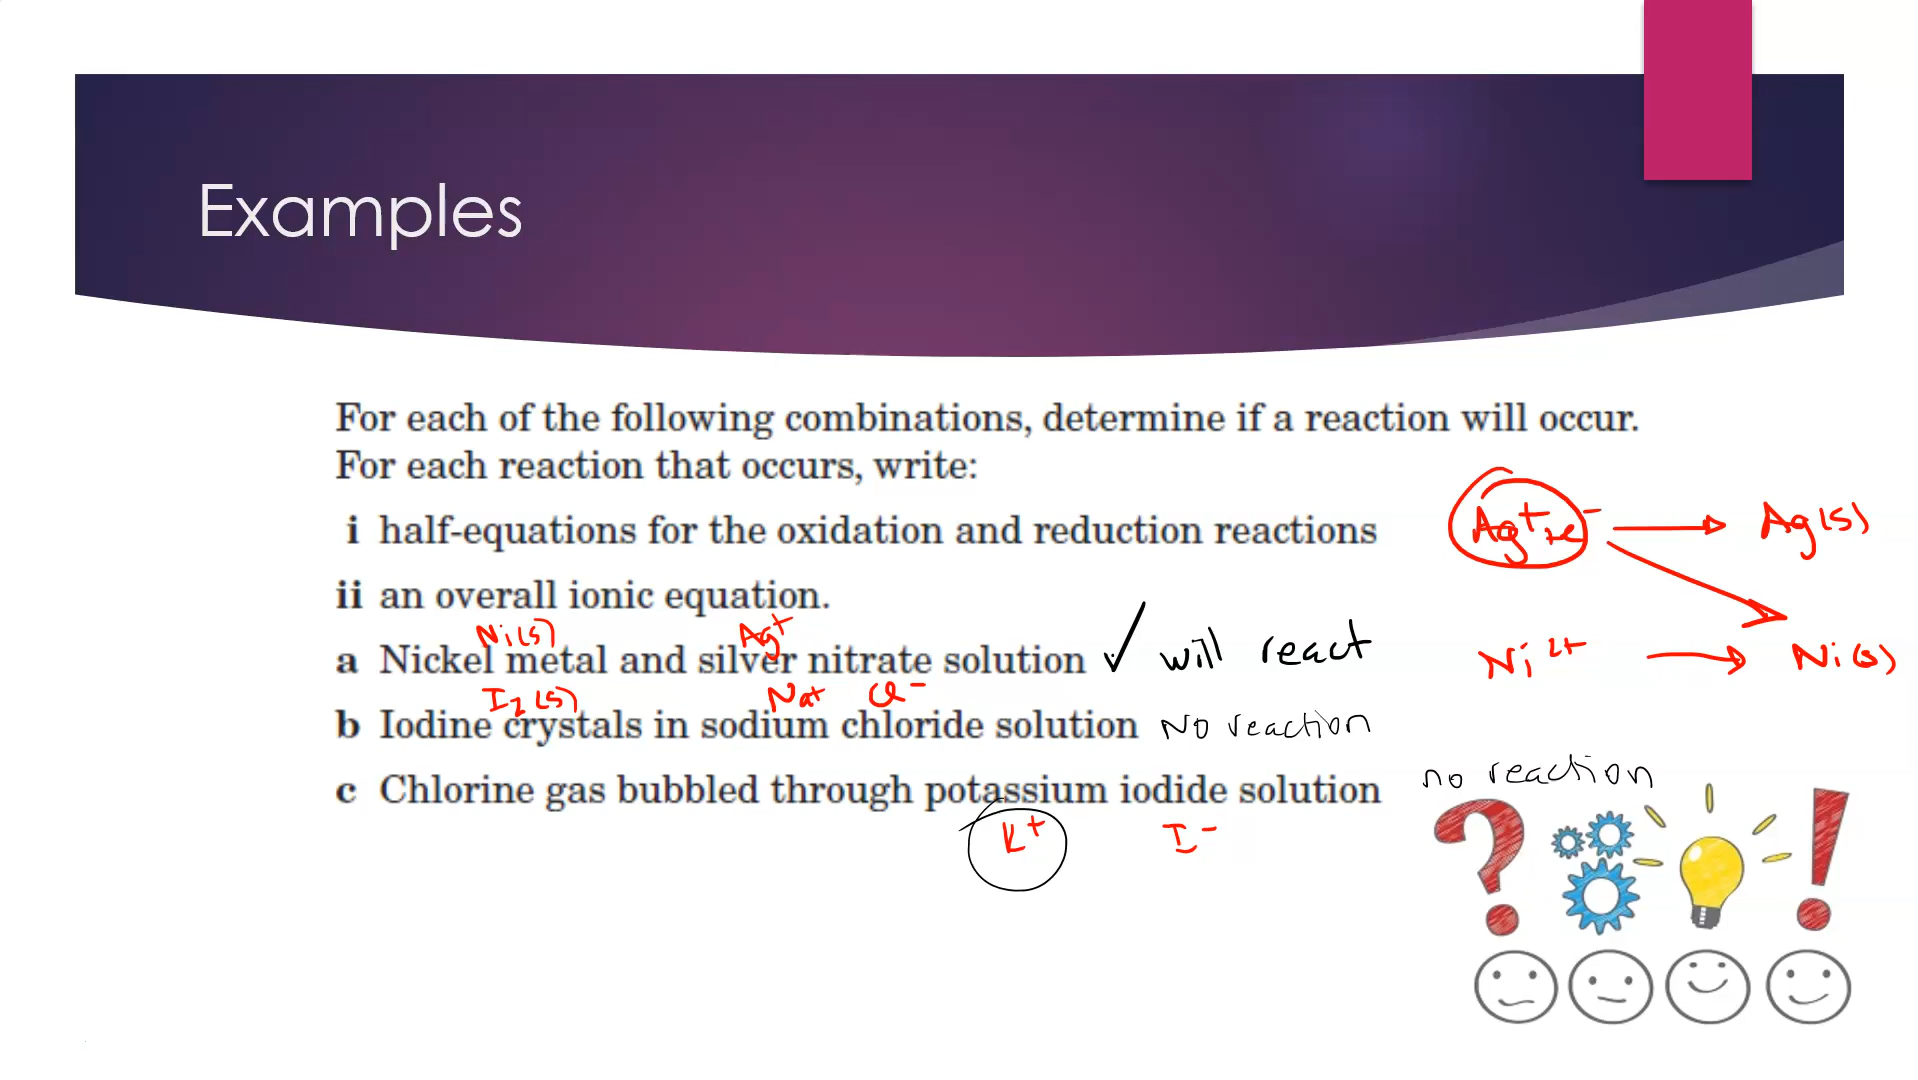 Examples
For each of the following combinations, determine if a reaction will occur.
For each reaction that occurs, write:
i half-equations for the oxidation and reduction reactions
Ag⁺ + e⁻ → Ag(s)
ii an overall ionic equation.
Ni(s) Ag⁺
a Nickel metal and silver nitrate solution ✓ will react
Ni²⁺ → Ni(s)
I₂(s) Na⁺ Cl⁻
b Iodine crystals in sodium chloride solution No reaction
c Chlorine gas bubbled through potassium iodide solution no reaction
K⁺ I⁻